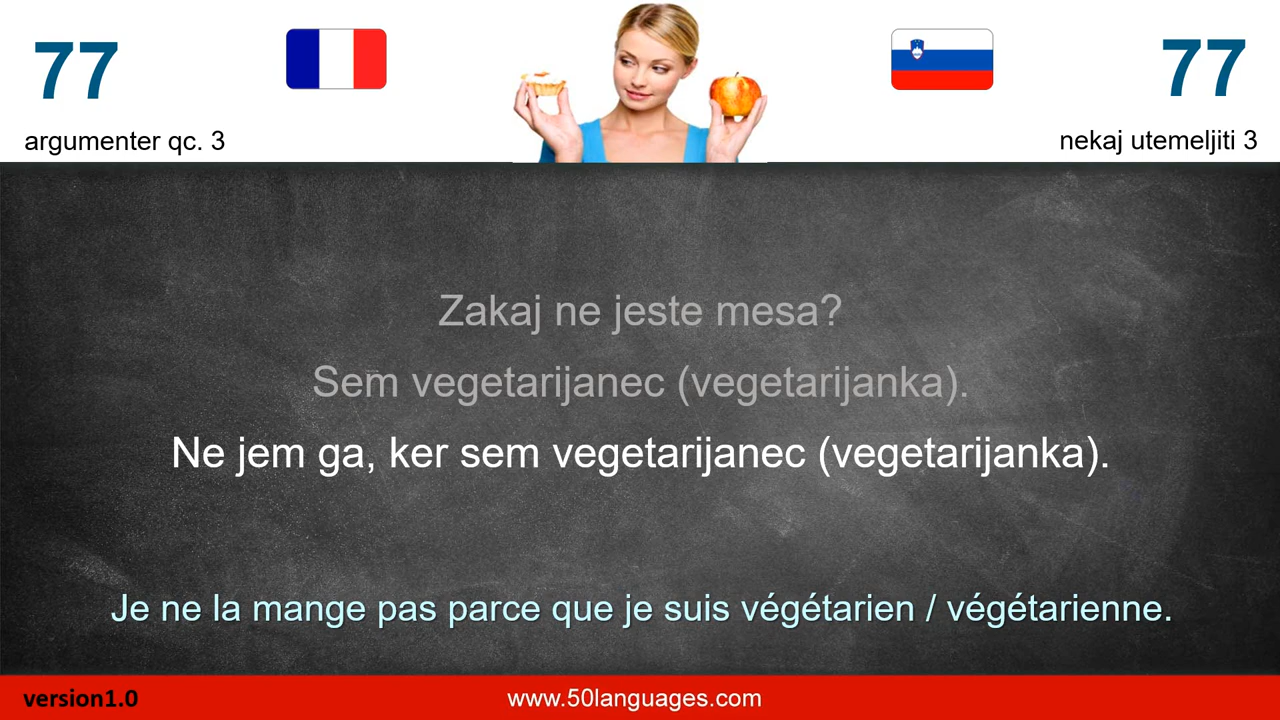 77
77
argumenter qc. 3
nekaj utemeljiti 3
Zakaj ne jeste mesa?
Sem vegetarijanec (vegetarijanka).
Ne jem ga, ker sem vegetarijanec (vegetarijanka).
Je ne la mange pas parce que je suis végétarien / végétarienne.
version1.0
www.50languages.com